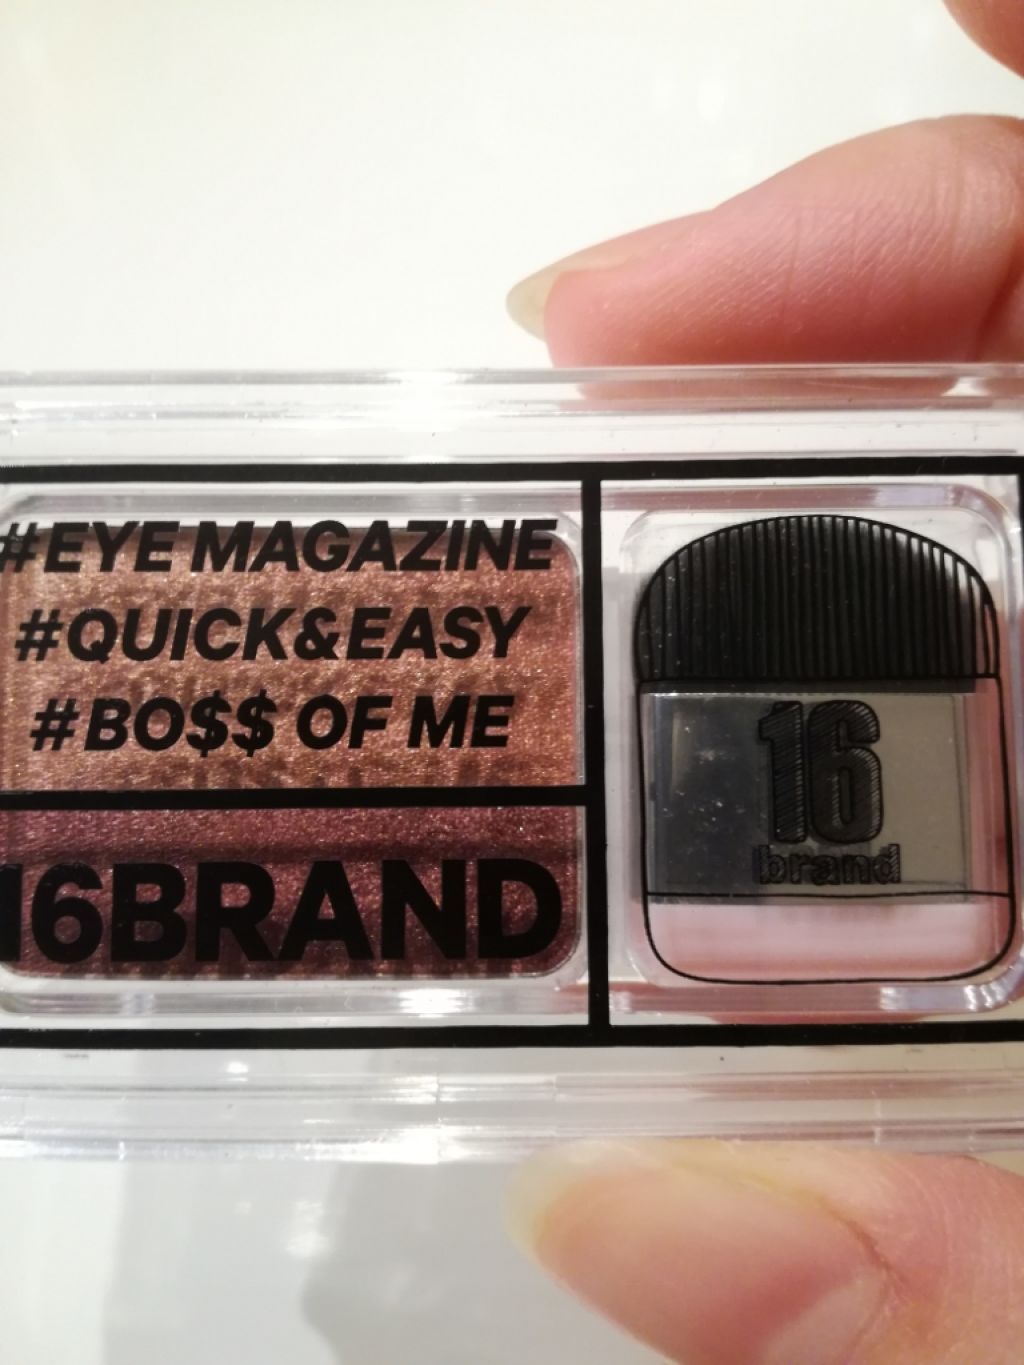 #EYE MAGAZINE
#QUICK&EASY
#BO$$ OF ME
16BRAND
16
brand